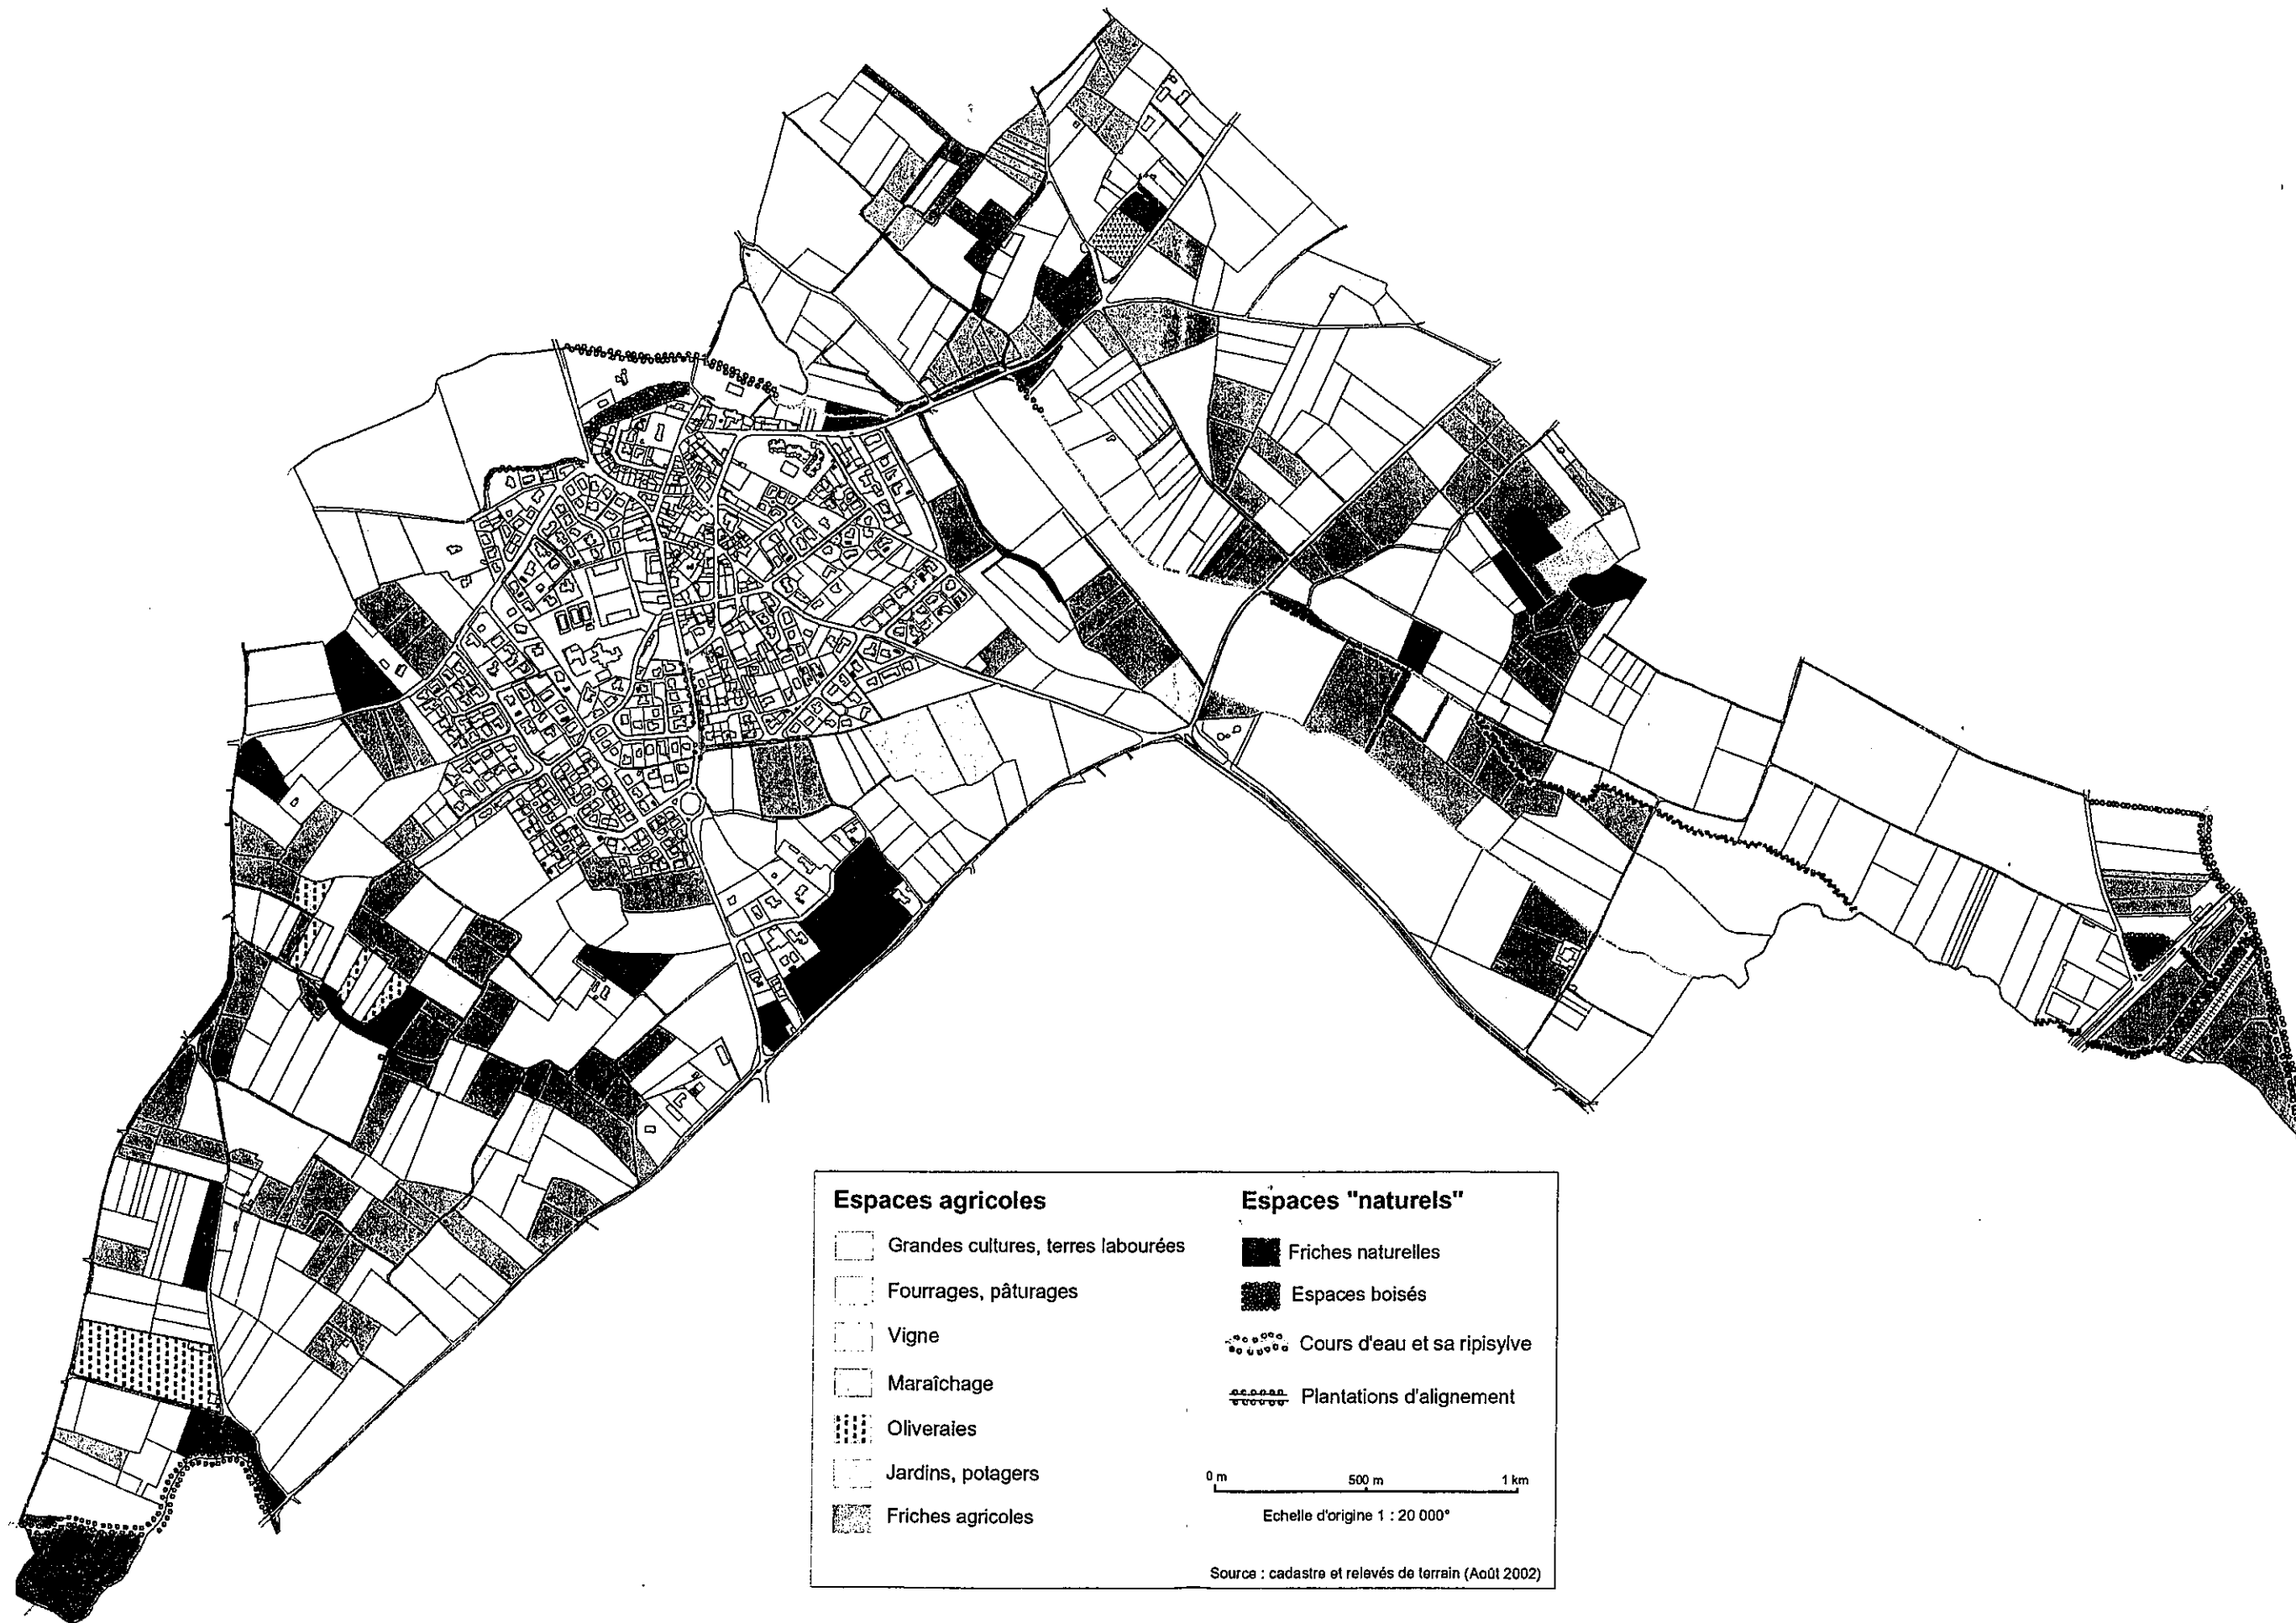 Espaces agricoles
Grandes cultures, terres labourées
Fourrages, pâturages
Vigne
Maraîchage
Oliveraies
Jardins, potagers
Friches agricoles
Espaces "naturels"
Friches naturelles
Espaces boisés
Cours d'eau et sa ripisylve
Plantations d'alignement
0 m 500 m 1 km
Echelle d'origine 1 : 20 000°
Source : cadastre et relevés de terrain (Août 2002)